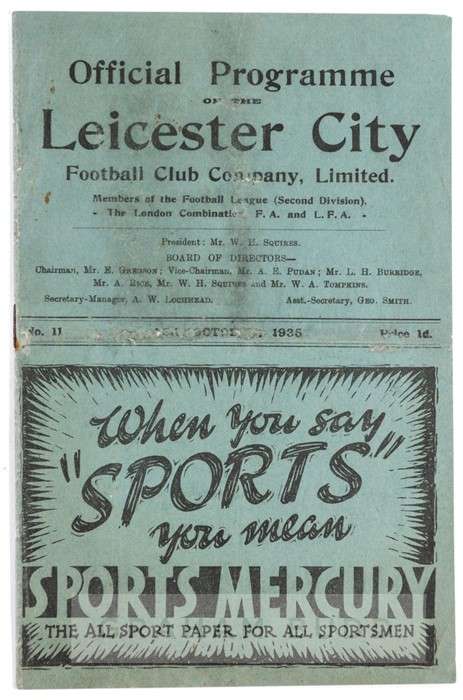 Official Programme
OF THE
Leicester City
Football Club Company, Limited.
Members of the Football League (Second Division).
- The London Combination, F.A. and L.F.A. -
President: Mr. W. H. SQUIRES.
BOARD OF DIRECTORS—
Chairman, Mr. E. GREGSON; Vice-Chairman, Mr. A. E. PUDAN; Mr. L. H. BURRIDGE,
Mr. A. RICE, Mr. W. H. SQUIRES and Mr. W. A. TOMPKINS.
Secretary-Manager, A. W. LOCHHEAD. Asst.-Secretary, GEO. SMITH.
No. 11 OCTOBER, 1935 Price 1d.
When you say
"SPORTS"
you mean
SPORTS MERCURY
THE ALL SPORT PAPER FOR ALL SPORTSMEN